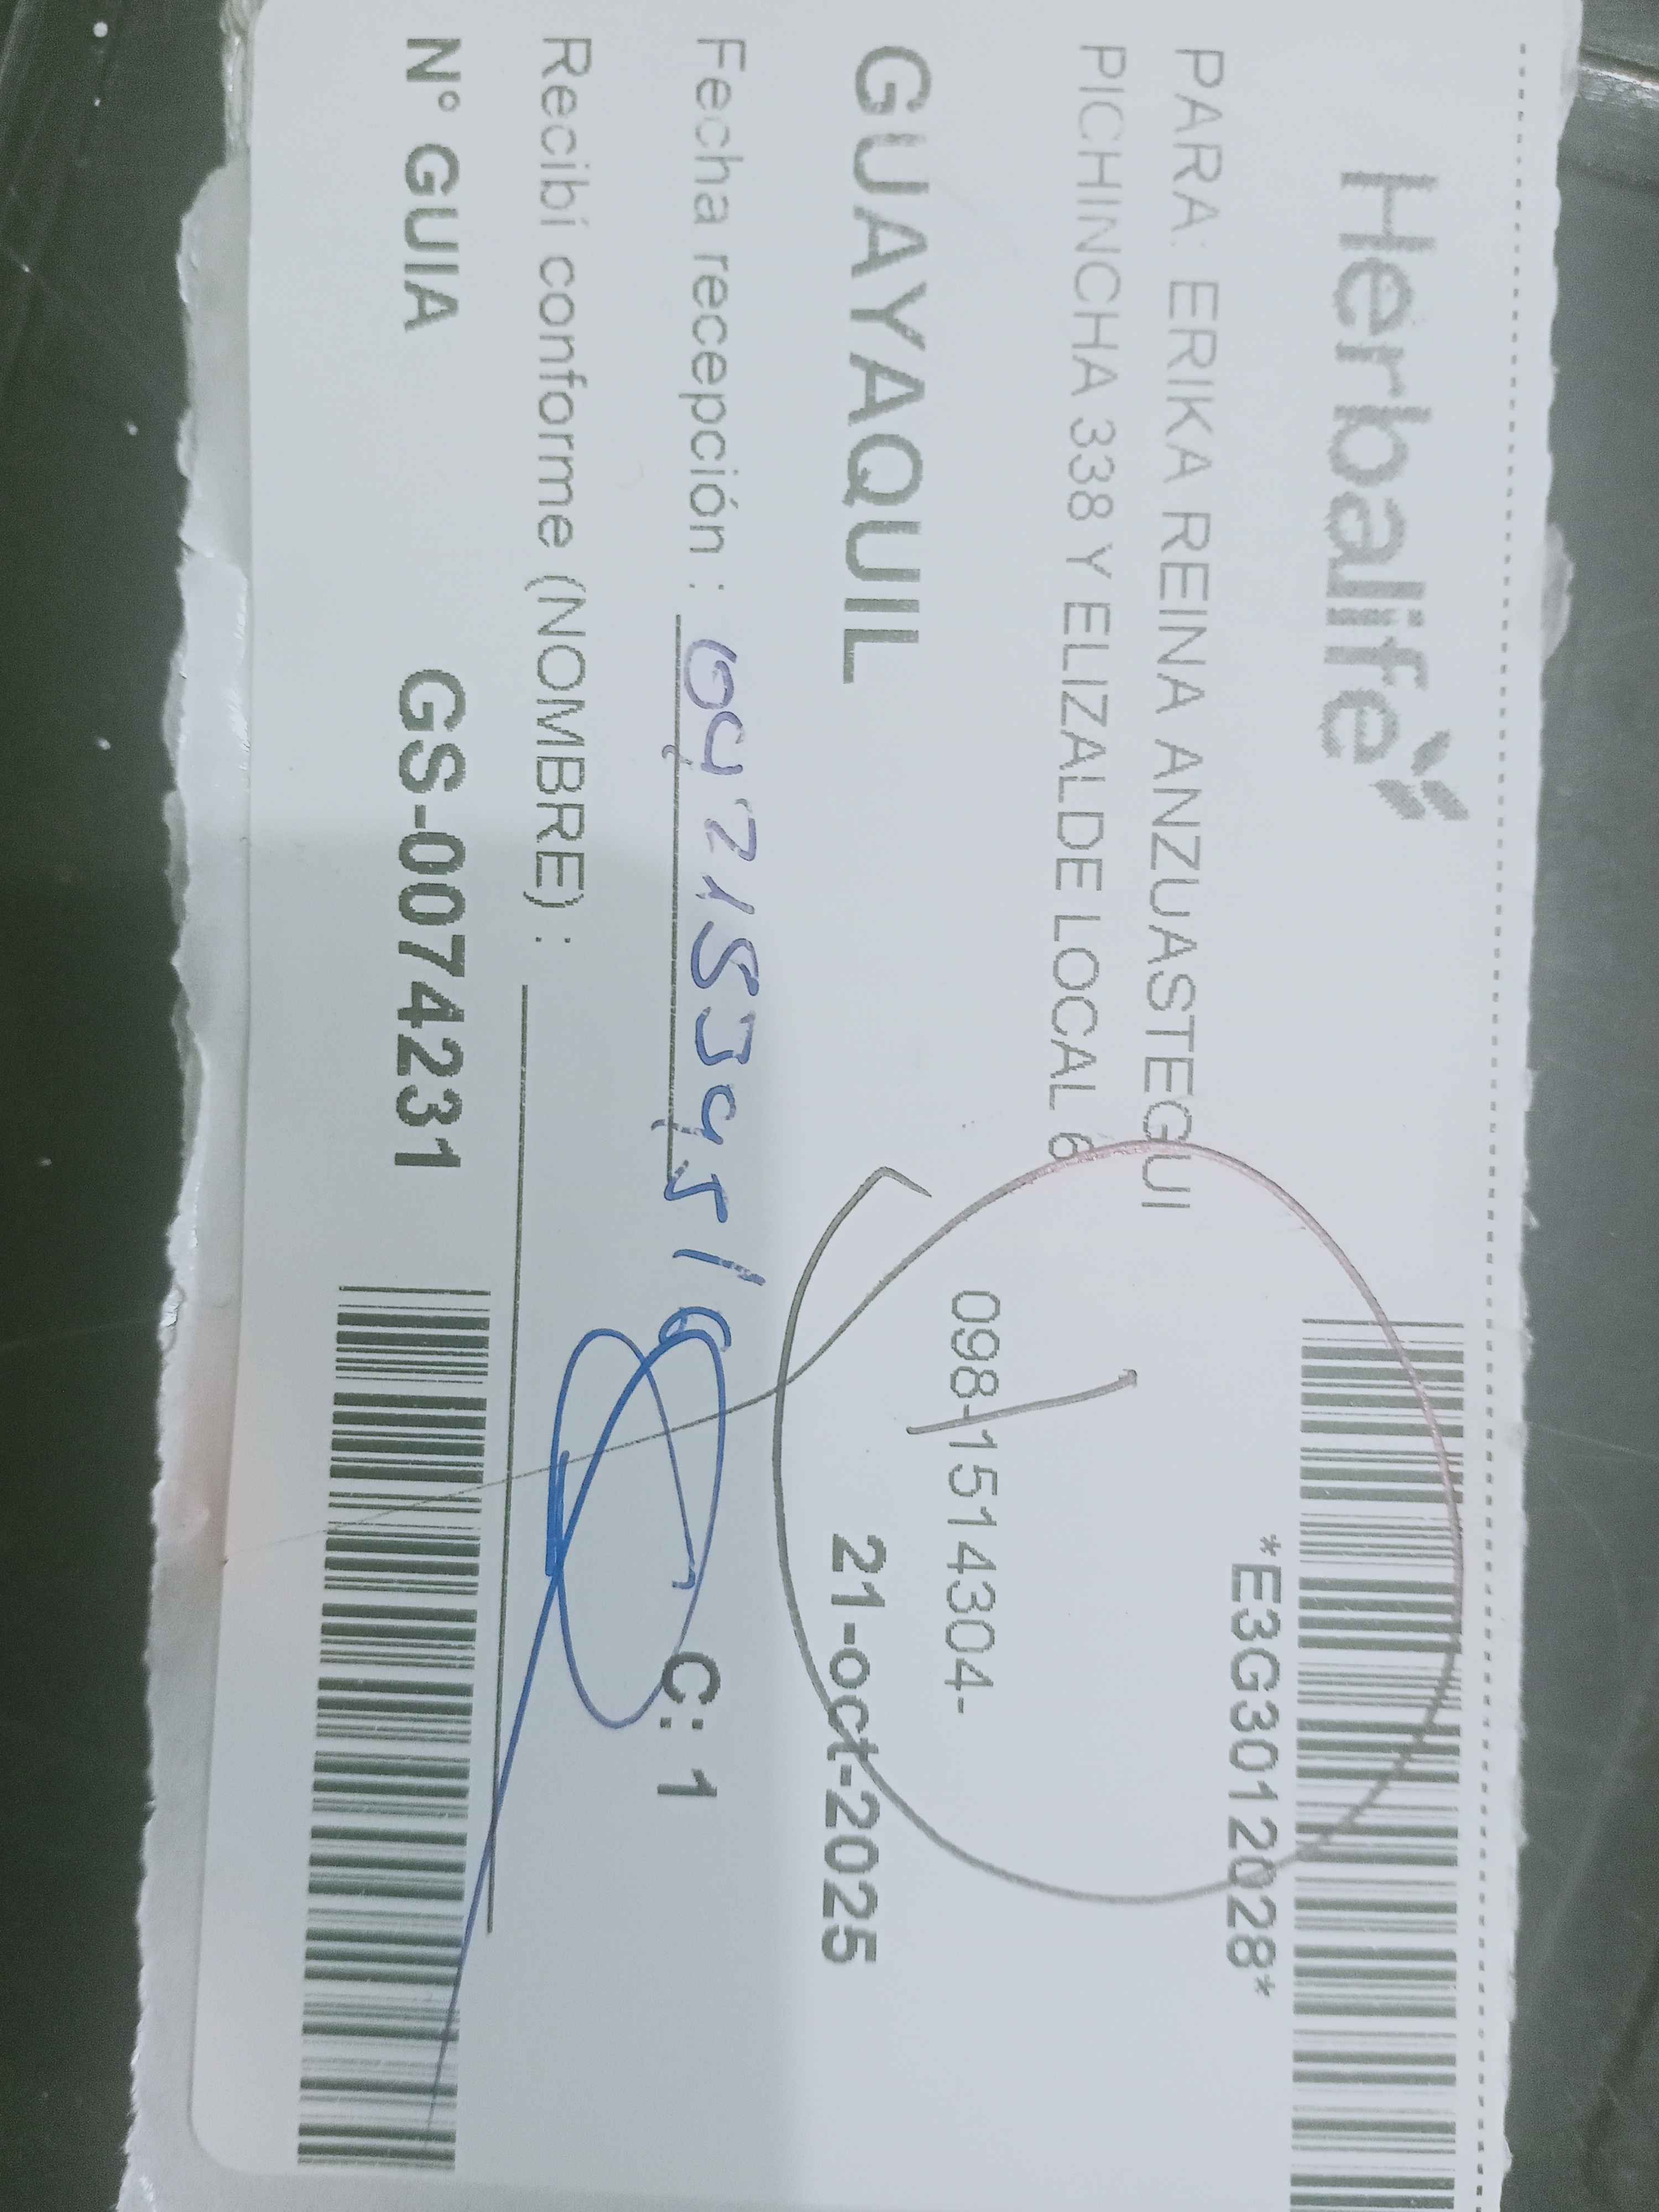 Herbalife
*E3G3012028*
PARA: ERIKA REINA ANZUASTEGUI
PICHINCHA 338 Y ELIZALDE LOCAL 6
098-1514304-
GUAYAQUIL 21-oct-2025
Fecha recepción : C: 1
Recibí conforme (NOMBRE) :
N° GUIA GS-0074231